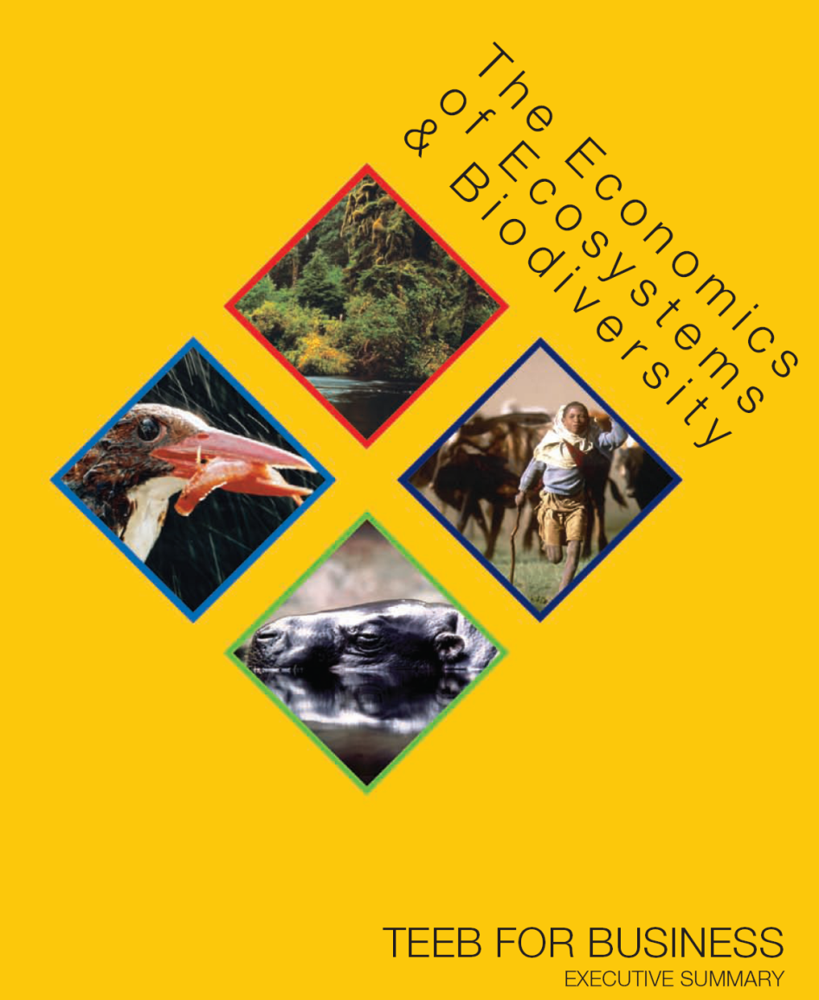 The Economics
of Ecosystems
& Biodiversity
TEEB FOR BUSINESS
EXECUTIVE SUMMARY